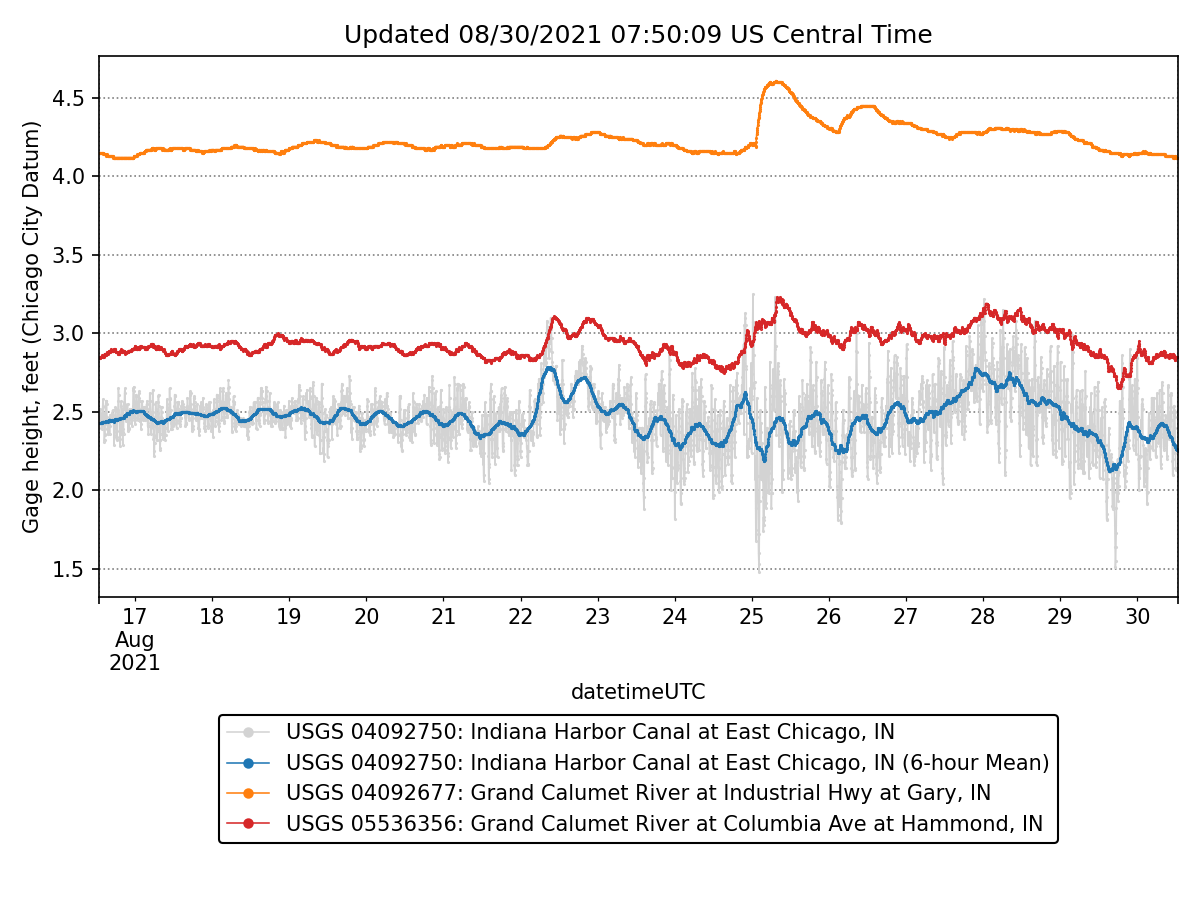 Updated 08/30/2021 07:50:09 US Central Time
Gage height, feet (Chicago City Datum)
4.5
4.0
3.5
3.0
2.5
2.0
1.5
17 18 19 20 21 22 23 24 25 26 27 28 29 30
Aug
2021
datetimeUTC
USGS 04092750: Indiana Harbor Canal at East Chicago, IN
USGS 04092750: Indiana Harbor Canal at East Chicago, IN (6-hour Mean)
USGS 04092677: Grand Calumet River at Industrial Hwy at Gary, IN
USGS 05536356: Grand Calumet River at Columbia Ave at Hammond, IN